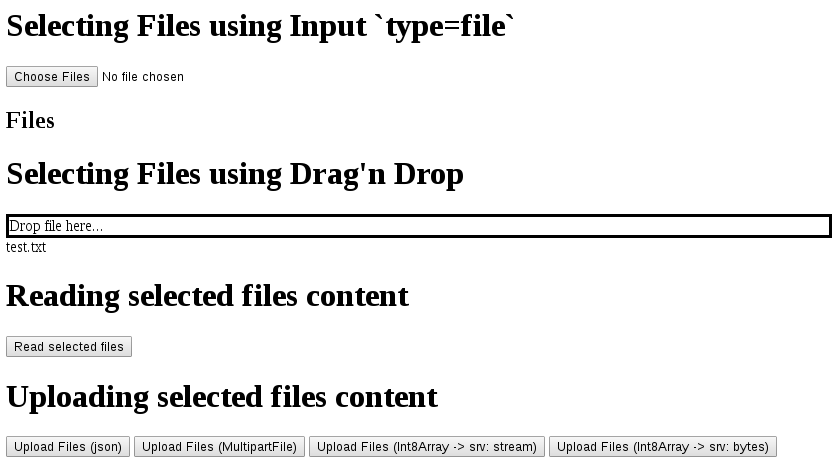 Selecting Files using Input `type=file`
Choose Files No file chosen
Files
Selecting Files using Drag'n Drop
Drop file here...
test.txt
Reading selected files content
Read selected files
Uploading selected files content
Upload Files (json) Upload Files (MultipartFile) Upload Files (Int8Array -> srv: stream) Upload Files (Int8Array -> srv: bytes)